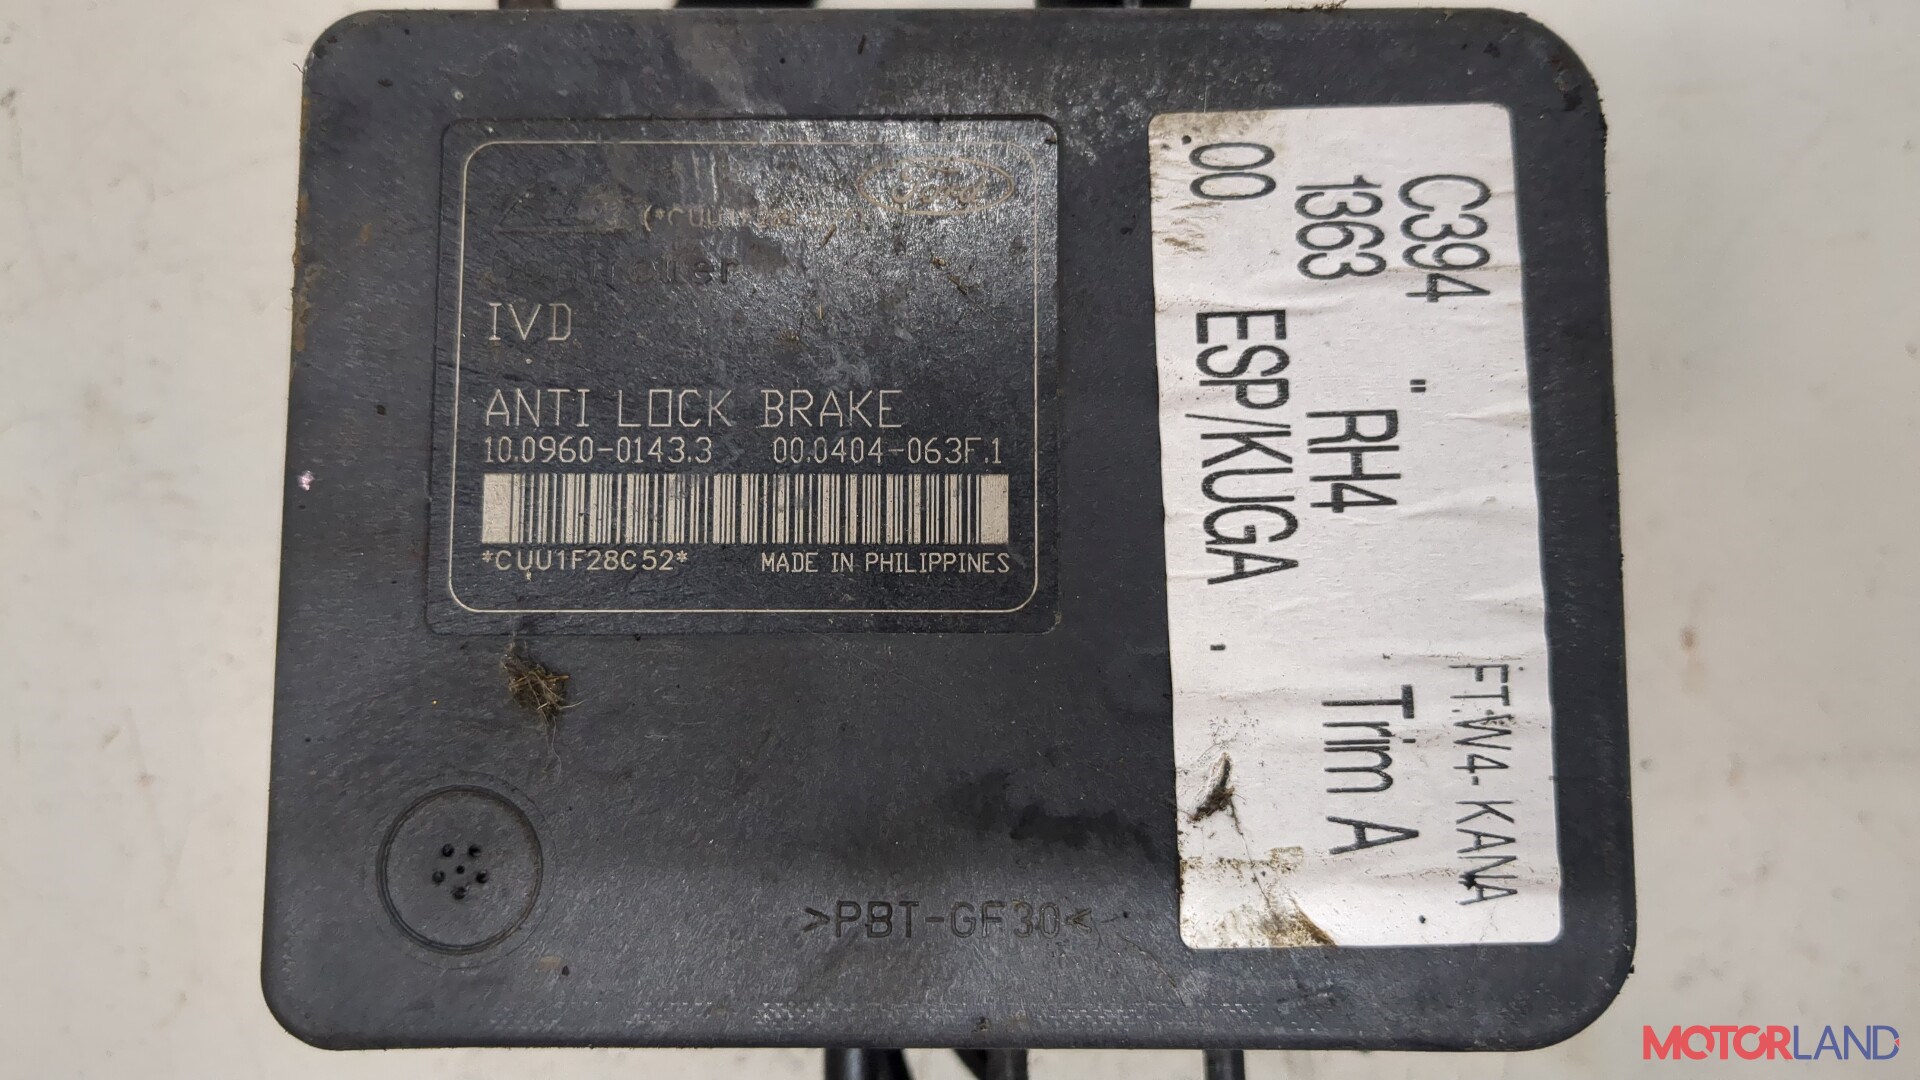 Ford
Controller
IVD
ANTI LOCK BRAKE
10.0960-0143.3 00.0404-063F.1
*CUU1F28C52* MADE IN PHILIPPINES
>PBT-GF30<
C394 " FT.W4- KANA
1363 RH4 Trim A
.00 ESP/KUGA .
MOTORLAND